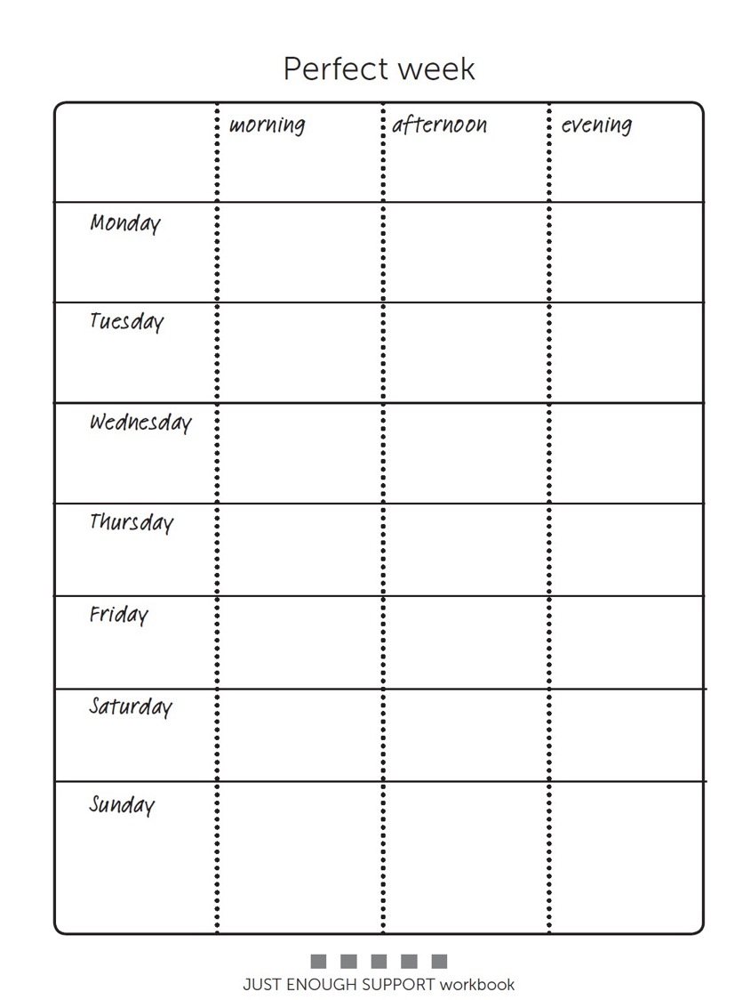 Perfect week
morning afternoon evening
Monday
Tuesday
Wednesday
Thursday
Friday
Saturday
Sunday
JUST ENOUGH SUPPORT workbook